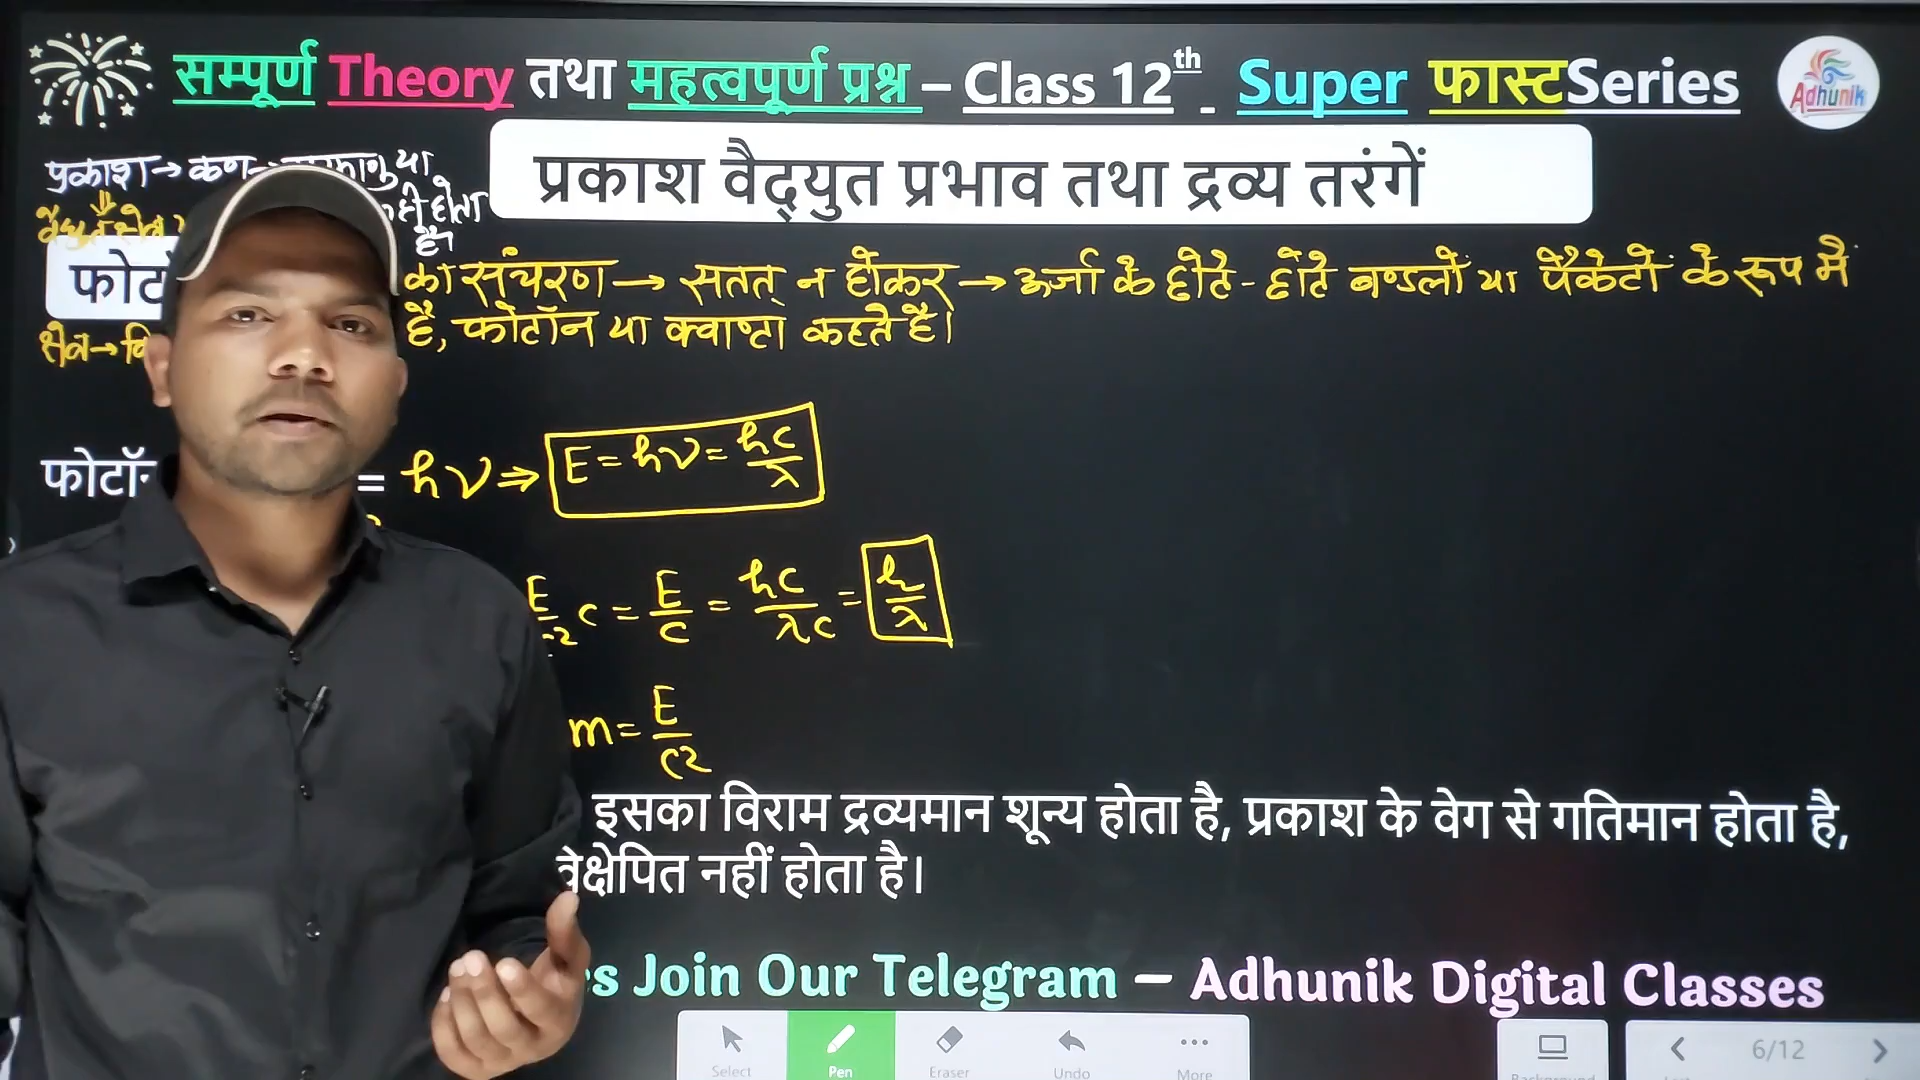 सम्पूर्ण Theory तथा महत्वपूर्ण प्रश्न – Class 12th - Super फास्टSeries
Adhunik
प्रकाश वैद्युत प्रभाव तथा द्रव्य तरंगें
प्रकाश → कण → या
ही होता
है।
का संचरण → सतत् न होकर → ऊर्जा के छोटे-छोटे बण्डलों या पैकेटों के रूप में
है, फोटॉन या क्वाण्टा कहते है।
क्षेत्र →
= hν ⇒ E = hν = hc/λ
c = E/c = hc/λc = h/λ
m = E/c2
इसका विराम द्रव्यमान शून्य होता है, प्रकाश के वेग से गतिमान होता है,
नहीं होता है।
Join Our Telegram – Adhunik Digital Classes
Select Pen Eraser Undo More
6/12